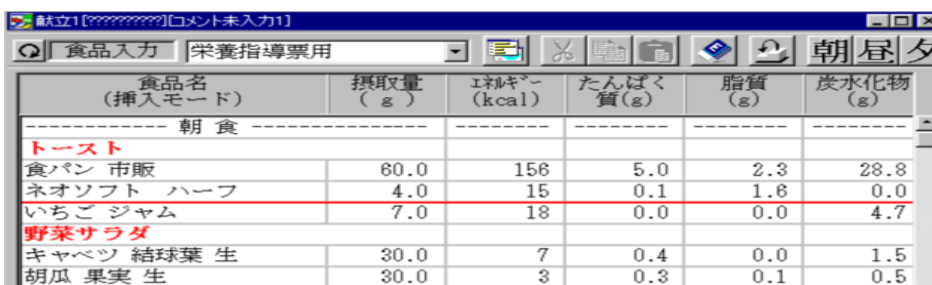 献立1[??????????][コメント未入力1]
食品入力 栄養指導票用 朝 昼 夕
食品名 摂取量 エネルギー たんぱく 脂質 炭水化物
(挿入モード) (g) (kcal) 質(g) (g) (g)
------------ 朝 食 --------------- -------- -------- -------- --------
トースト
食パン 市販 60.0 156 5.0 2.3 28.8
ネオソフト ハーフ 4.0 15 0.1 1.6 0.0
いちご ジャム 7.0 18 0.0 0.0 4.7
野菜サラダ
キャベツ 結球葉 生 30.0 7 0.4 0.0 1.5
胡瓜 果実 生 30.0 3 0.3 0.1 0.5